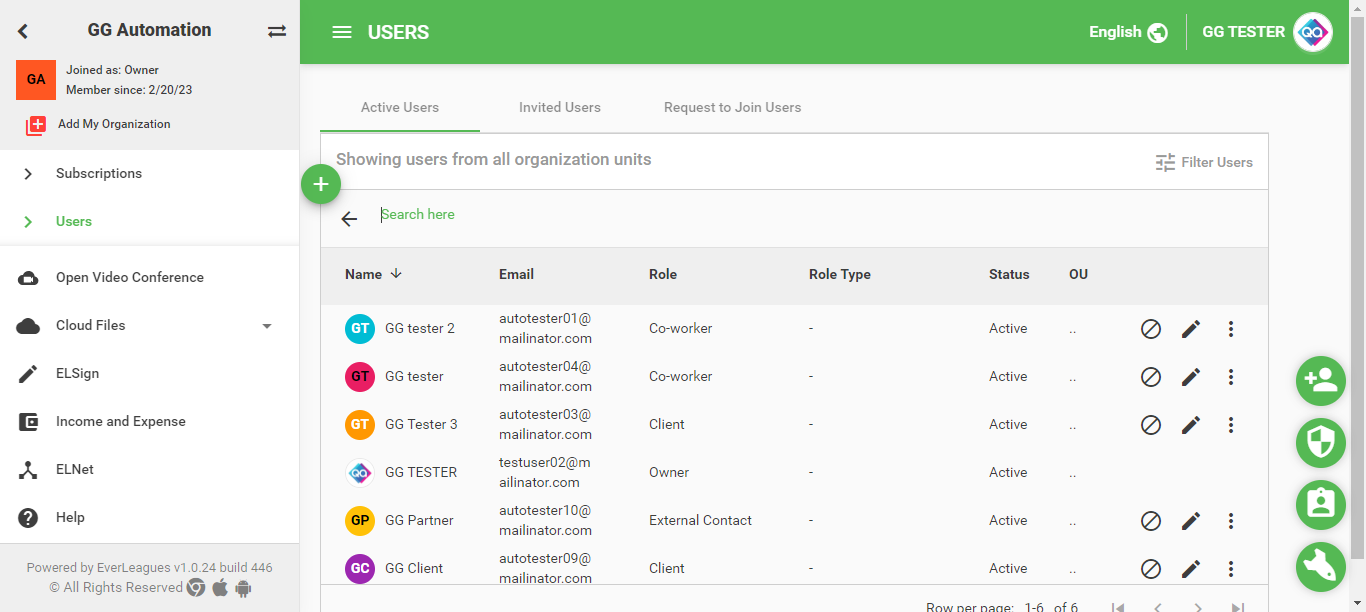 GG Automation
GA
Joined as: Owner
Member since: 2/20/23
Add My Organization
Subscriptions
Users
Open Video Conference
Cloud Files
ELSign
Income and Expense
ELNet
Help
Powered by EverLeagues v1.0.24 build 446
© All Rights Reserved
USERS
English
GG TESTER
QA
Active Users
Invited Users
Request to Join Users
Showing users from all organization units
Filter Users
Search here
Name Email Role Role Type Status OU
GT GG tester 2 autotester01@
mailinator.com Co-worker - Active ..
GT GG tester autotester04@
mailinator.com Co-worker - Active ..
GT GG Tester 3 autotester03@
mailinator.com Client - Active ..
QA GG TESTER testuser02@m
ailinator.com Owner - Active ..
GP GG Partner autotester10@
mailinator.com External Contact - Active ..
GC GG Client autotester09@
mailinator.com Client - Active ..
Row per page: 1-6 of 6